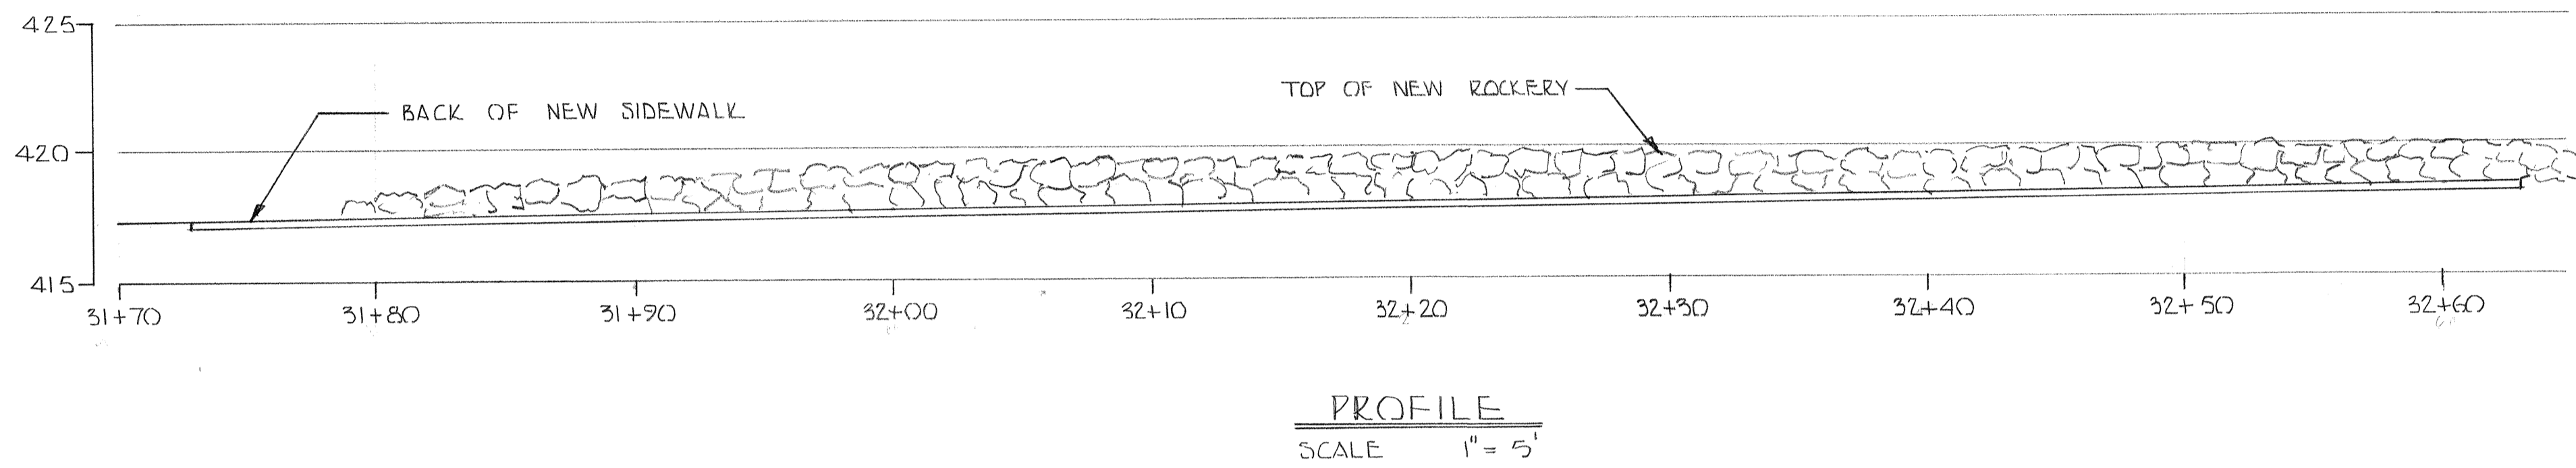 425
TOP OF NEW ROCKERY
BACK OF NEW SIDEWALK
420
415
31+70 31+80 31+90 32+00 32+10 32+20 32+30 32+40 32+50 32+60
PROFILE
SCALE 1"= 5'